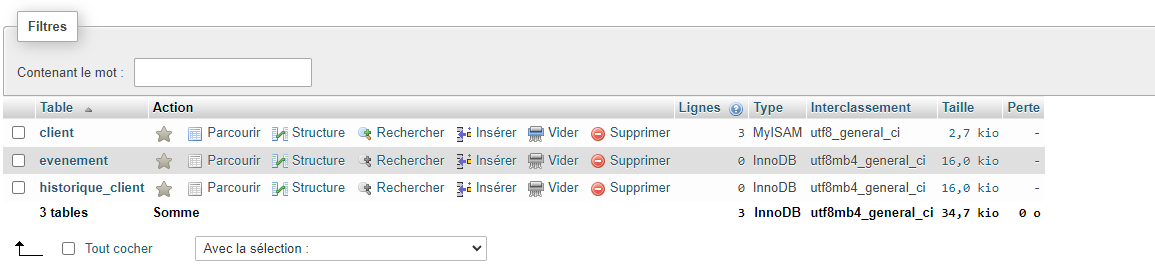 Filtres
Contenant le mot :
Table Action Lignes Type Interclassement Taille Perte
client Parcourir Structure Rechercher Insérer Vider Supprimer 3 MyISAM utf8_general_ci 2,7 kio -
evenement Parcourir Structure Rechercher Insérer Vider Supprimer 0 InnoDB utf8mb4_general_ci 16,0 kio -
historique_client Parcourir Structure Rechercher Insérer Vider Supprimer 0 InnoDB utf8mb4_general_ci 16,0 kio -
3 tables Somme 3 InnoDB utf8mb4_general_ci 34,7 kio 0 o
Tout cocher Avec la sélection :